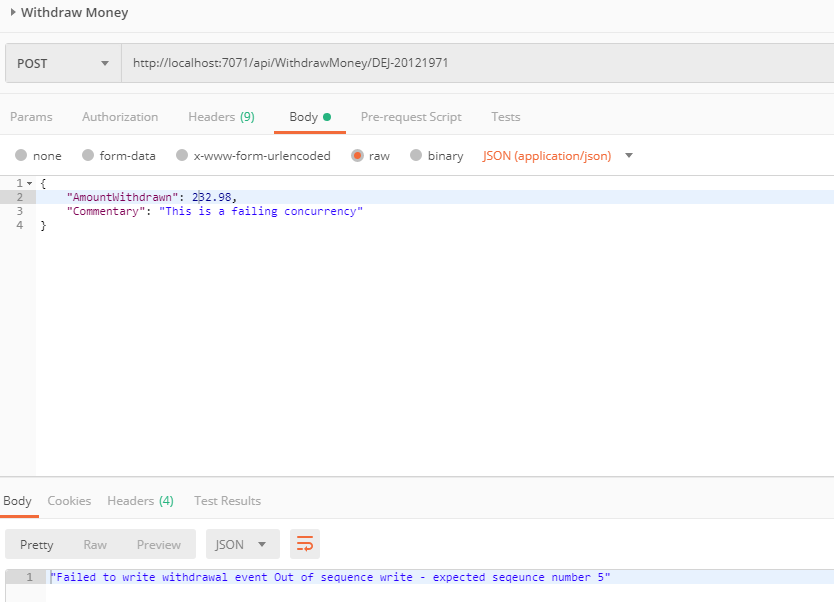 Withdraw Money
POST http://localhost:7071/api/WithdrawMoney/DEJ-20121971
Params Authorization Headers (9) Body Pre-request Script Tests
none form-data x-www-form-urlencoded raw binary JSON (application/json)
1 {
2 "AmountWithdrawn": 232.98,
3 "Commentary": "This is a failing concurrency"
4 }
Body Cookies Headers (4) Test Results
Pretty Raw Preview JSON
1 "Failed to write withdrawal event Out of sequence write - expected seqeunce number 5"